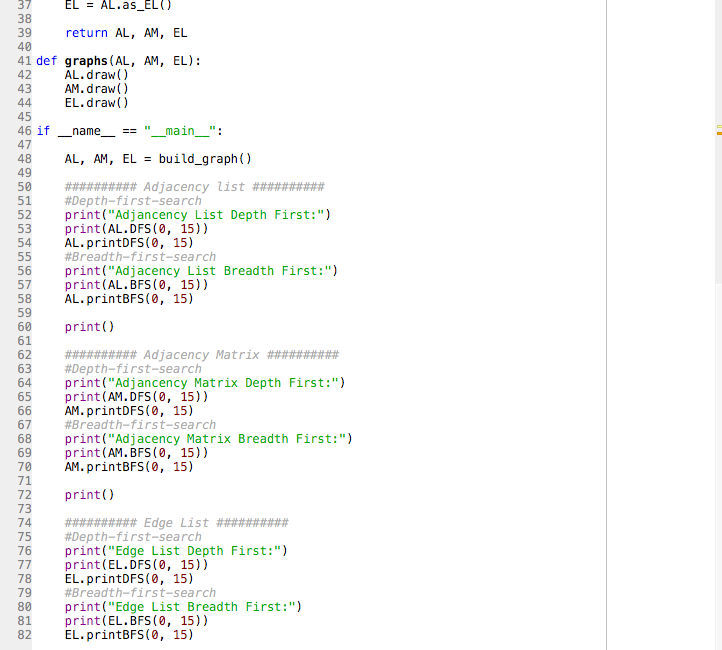 37 EL = AL.as_EL()
38
39 return AL, AM, EL
40
41 def graphs(AL, AM, EL):
42 AL.draw()
43 AM.draw()
44 EL.draw()
45
46 if __name__ == "__main__":
47
48 AL, AM, EL = build_graph()
49
50 ########## Adjacency list ##########
51 #Depth-first-search
52 print("Adjancency List Depth First:")
53 print(AL.DFS(0, 15))
54 AL.printDFS(0, 15)
55 #Breadth-first-search
56 print("Adjacency List Breadth First:")
57 print(AL.BFS(0, 15))
58 AL.printBFS(0, 15)
59
60 print()
61
62 ########## Adjacency Matrix ##########
63 #Depth-first-search
64 print("Adjancency Matrix Depth First:")
65 print(AM.DFS(0, 15))
66 AM.printDFS(0, 15)
67 #Breadth-first-search
68 print("Adjacency Matrix Breadth First:")
69 print(AM.BFS(0, 15))
70 AM.printBFS(0, 15)
71
72 print()
73
74 ########## Edge List ##########
75 #Depth-first-search
76 print("Edge List Depth First:")
77 print(EL.DFS(0, 15))
78 EL.printDFS(0, 15)
79 #Breadth-first-search
80 print("Edge List Breadth First:")
81 print(EL.BFS(0, 15))
82 EL.printBFS(0, 15)